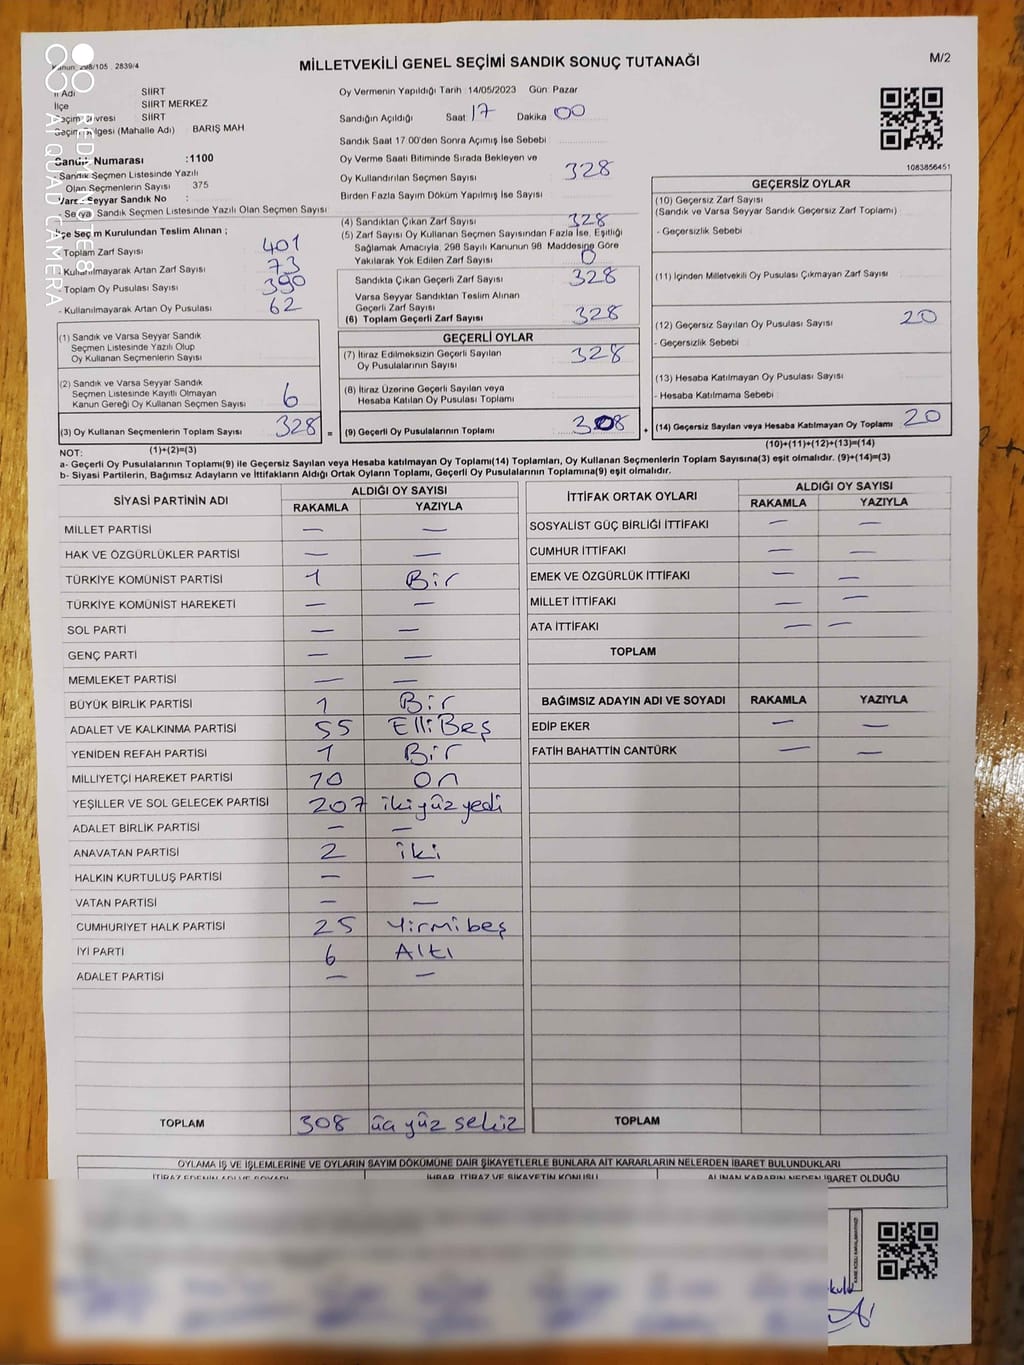 Kanun: 298/105 . 2839/4
MİLLETVEKİLİ GENEL SEÇİMİ SANDIK SONUÇ TUTANAĞI
M/2
İl Adı SİİRT
İlçe SİİRT MERKEZ
Seçim Çevresi SİİRT
Seçim Bölgesi (Mahalle Adı) BARIŞ MAH
Sandık Numarası :1100
- Sandık Seçmen Listesinde Yazılı
Olan Seçmenlerin Sayısı 375
Varsa Seyyar Sandık No :
- Seyyar Sandık Seçmen Listesinde Yazılı Olan Seçmen Sayısı
İlçe Seçim Kurulundan Teslim Alınan ;
- Toplam Zarf Sayısı 401
- Kullanılmayarak Artan Zarf Sayısı 73
- Toplam Oy Pusulası Sayısı 390
- Kullanılmayarak Artan Oy Pusulası 62
(1) Sandık ve Varsa Seyyar Sandık
Seçmen Listesinde Yazılı Olup
Oy Kullanan Seçmenlerin Sayısı
(2) Sandık ve Varsa Seyyar Sandık
Seçmen Listesinde Kayıtlı Olmayan
Kanun Gereği Oy Kullanan Seçmen Sayısı 6
(3) Oy Kullanan Seçmenlerin Toplam Sayısı 328 =
(1)+(2)=(3)
Oy Vermenin Yapıldığı Tarih :14/05/2023 Gün: Pazar
Sandığın Açıldığı Saat: 17 Dakika 00
Sandık Saat 17.00'den Sonra Açımış İse Sebebi :
Oy Verme Saati Bitiminde Sırada Bekleyen ve
Oy Kullandırılan Seçmen Sayısı 328
Birden Fazla Sayım Döküm Yapılmış İse Sayısı
(4) Sandıktan Çıkan Zarf Sayısı 328
(5) Zarf Sayısı Oy Kullanan Seçmen Sayısından Fazla İse, Eşitliği
Sağlamak Amacıyla, 298 Sayılı Kanunun 98. Maddesine Göre
Yakılarak Yok Edilen Zarf Sayısı 0
Sandıkta Çıkan Geçerli Zarf Sayısı 328
Varsa Seyyar Sandıktan Teslim Alınan
Geçerli Zarf Sayısı
(6) Toplam Geçerli Zarf Sayısı 328
GEÇERLİ OYLAR
(7) İtiraz Edilmeksizin Geçerli Sayılan
Oy Pusulalarının Sayısı 328
(8) İtiraz Üzerine Geçerli Sayılan veya
Hesaba Katılan Oy Pusulası Toplamı
(9) Geçerli Oy Pusulalarının Toplamı 308 +
1083856451
GEÇERSİZ OYLAR
(10) Geçersiz Zarf Sayısı
(Sandık ve Varsa Seyyar Sandık Geçersiz Zarf Toplamı)
- Geçersizlik Sebebi
(11) İçinden Milletvekili Oy Pusulası Çıkmayan Zarf Sayısı
(12) Geçersiz Sayılan Oy Pusulası Sayısı 20
- Geçersizlik Sebebi
(13) Hesaba Katılmayan Oy Pusulası Sayısı
- Hesaba Katılmama Sebebi
(14) Geçersiz Sayılan veya Hesaba Katılmayan Oy Toplamı 20
(10)+(11)+(12)+(13)=(14)
NOT:
a- Geçerli Oy Pusulalarının Toplamı(9) ile Geçersiz Sayılan veya Hesaba katılmayan Oy Toplamı(14) Toplamları, Oy Kullanan Seçmenlerin Toplam Sayısına(3) eşit olmalıdır. (9)+(14)=(3)
b- Siyasi Partilerin, Bağımsız Adayların ve İttifakların Aldığı Ortak Oyların Toplamı, Geçerli Oy Pusulalarının Toplamına(9) eşit olmalıdır.
SİYASİ PARTİNİN ADI ALDIĞI OY SAYISI
RAKAMLA YAZIYLA
MİLLET PARTİSİ — —
HAK VE ÖZGÜRLÜKLER PARTİSİ — —
TÜRKİYE KOMÜNİST PARTİSİ 1 Bir
TÜRKİYE KOMÜNİST HAREKETİ — —
SOL PARTİ — —
GENÇ PARTİ — —
MEMLEKET PARTİSİ — —
BÜYÜK BİRLİK PARTİSİ 1 Bir
ADALET VE KALKINMA PARTİSİ 55 Elli Beş
YENİDEN REFAH PARTİSİ 1 Bir
MİLLİYETÇİ HAREKET PARTİSİ 10 on
YEŞİLLER VE SOL GELECEK PARTİSİ 207 iki yüz yedi
ADALET BİRLİK PARTİSİ — —
ANAVATAN PARTİSİ 2 iki
HALKIN KURTULUŞ PARTİSİ — —
VATAN PARTİSİ — —
CUMHURİYET HALK PARTİSİ 25 Yirmi beş
İYİ PARTİ 6 Altı
ADALET PARTİSİ — —
TOPLAM 308 üç yüz sekiz
İTTİFAK ORTAK OYLARI ALDIĞI OY SAYISI
RAKAMLA YAZIYLA
SOSYALİST GÜÇ BİRLİĞİ İTTİFAKI — —
CUMHUR İTTİFAKI — —
EMEK VE ÖZGÜRLÜK İTTİFAKI — —
MİLLET İTTİFAKI — —
ATA İTTİFAKI — —
TOPLAM
BAĞIMSIZ ADAYIN ADI VE SOYADI RAKAMLA YAZIYLA
EDİP EKER — —
FATİH BAHATTİN CANTÜRK — —
TOPLAM
OYLAMA İŞ VE İŞLEMLERİNE VE OYLARIN SAYIM DÖKÜMÜNE DAİR ŞİKAYETLERLE BUNLARA AİT KARARLARIN NELERDEN İBARET BULUNDUKLARI
İTİRAZ EDENİN ADI VE SOYADI İHBAR, İTİRAZ VE ŞİKAYETİN KONUSU ALINAN KARARIN NEDEN İBARET OLDUĞU
REDMI NOTE 8
AI QUAD CAMERA